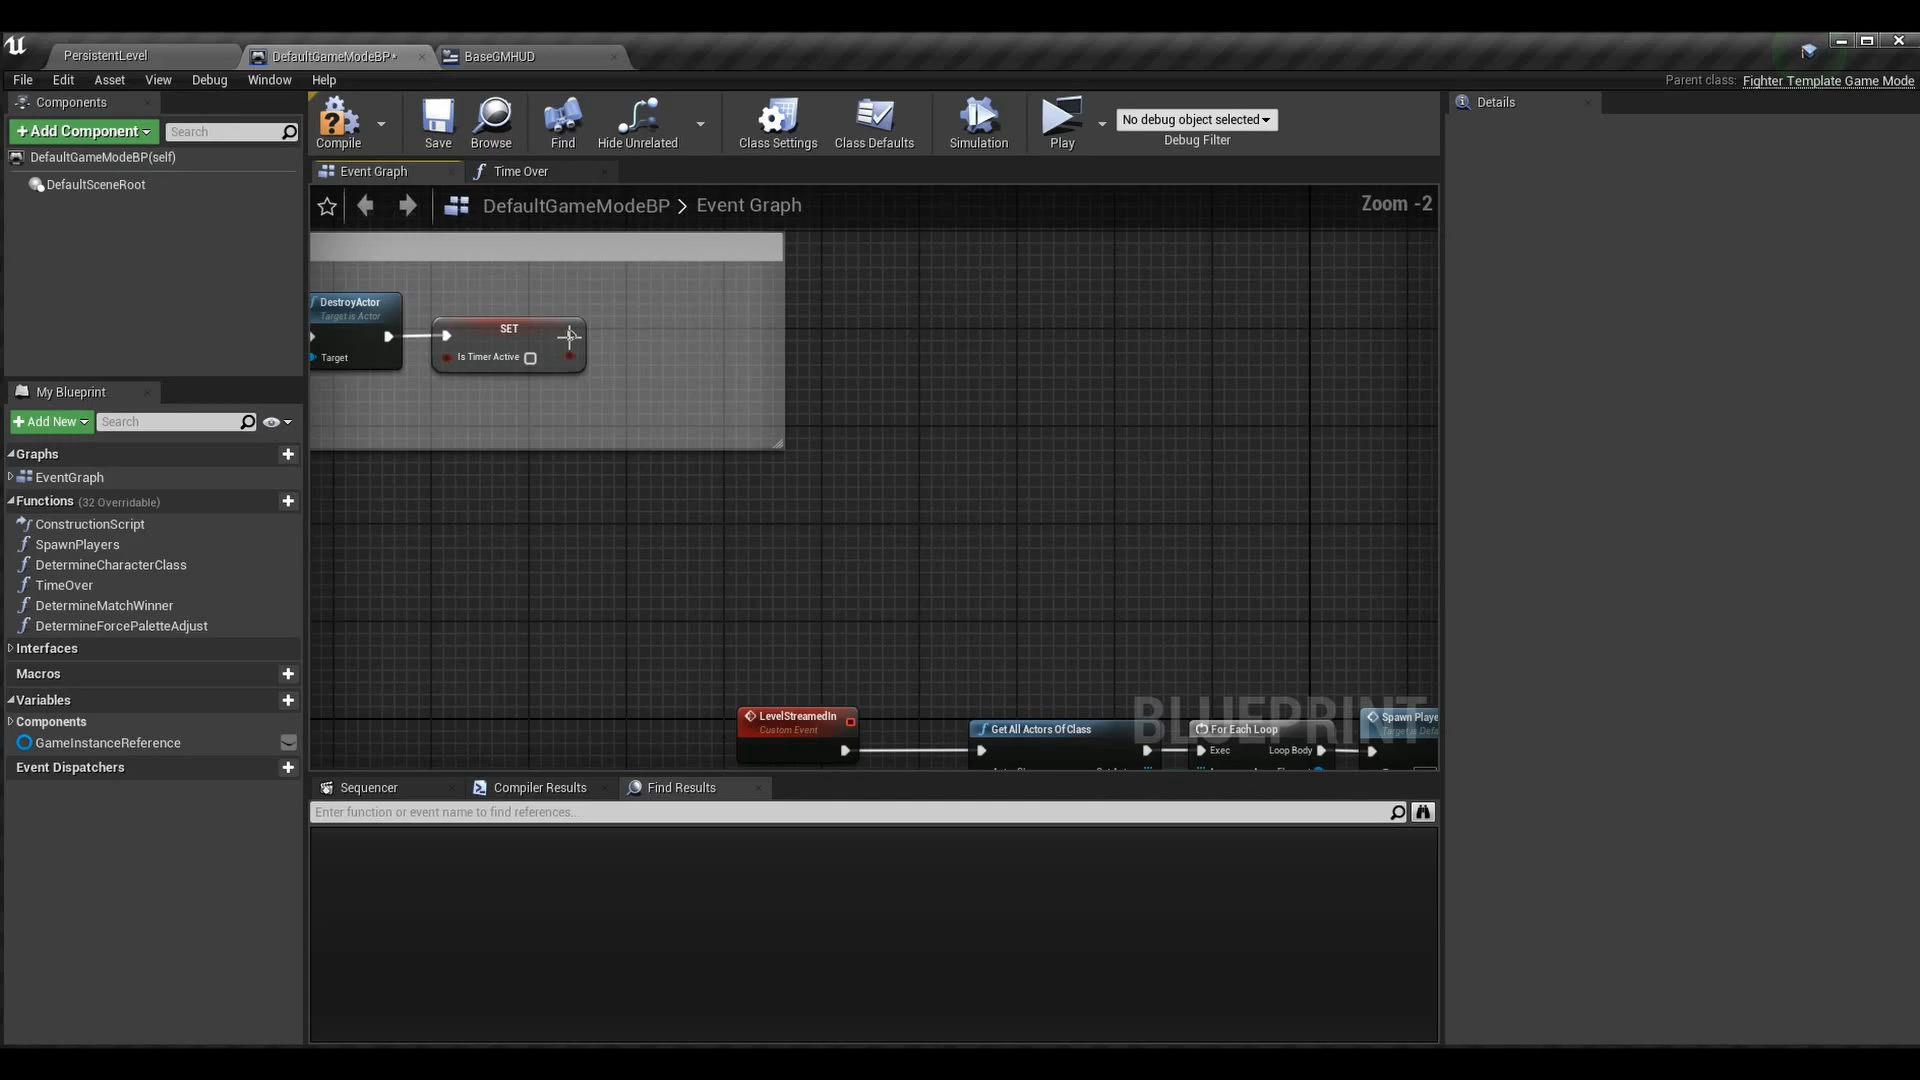 PersistentLevel
DefaultGameModeBP*
BaseGMHUD
File Edit Asset View Debug Window Help
Parent class: Fighter Template Game Mode
Components
+Add Component
Search
DefaultGameModeBP(self)
DefaultSceneRoot
My Blueprint
+Add New
Search
Graphs
EventGraph
Functions (32 Overridable)
ConstructionScript
SpawnPlayers
DetermineCharacterClass
TimeOver
DetermineMatchWinner
DetermineForcePaletteAdjust
Interfaces
Macros
Variables
Components
GameInstanceReference
Event Dispatchers
Compile
Save
Browse
Find
Hide Unrelated
Class Settings
Class Defaults
Simulation
Play
No debug object selected
Debug Filter
Event Graph
Time Over
DefaultGameModeBP > Event Graph
Zoom -2
DestroyActor
Target is Actor
Target
SET
Is Timer Active
LevelStreamedIn
Custom Event
Get All Actors Of Class
For Each Loop
Exec
Loop Body
Spawn Playe
BLUEPRINT
Sequencer
Compiler Results
Find Results
Enter function or event name to find references...
Details